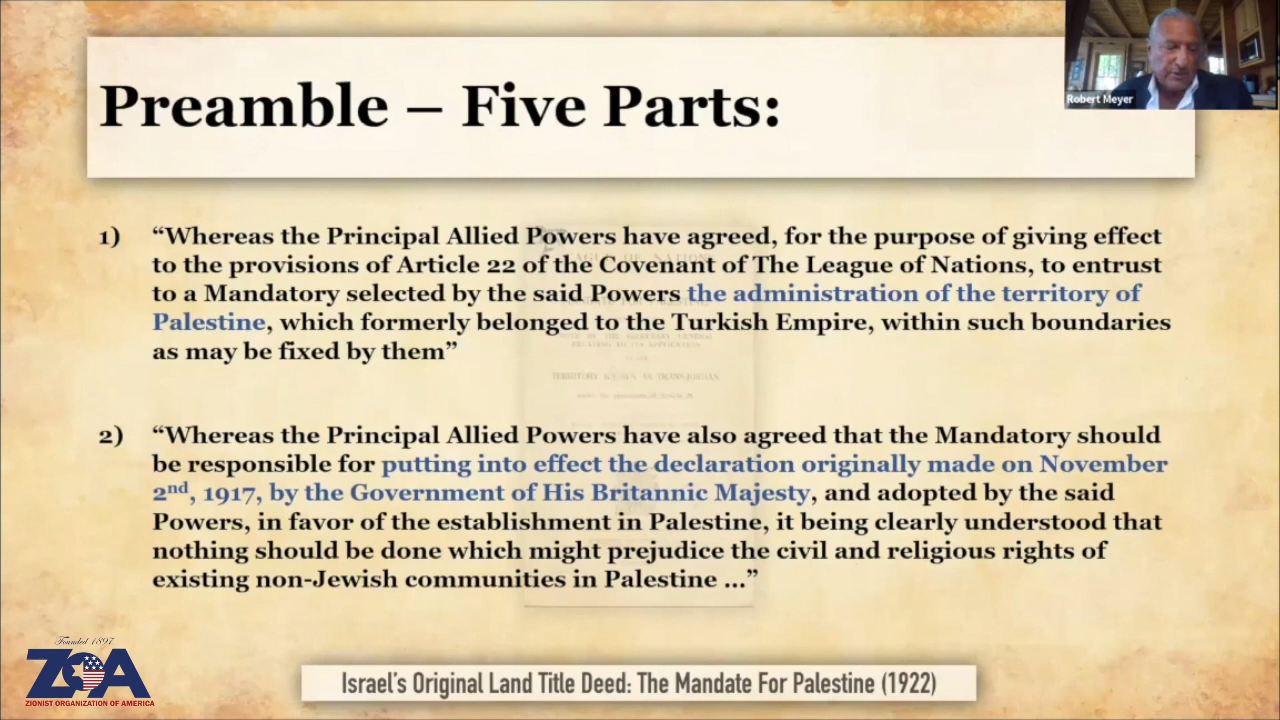 Preamble – Five Parts:
Robert Meyer
1) “Whereas the Principal Allied Powers have agreed, for the purpose of giving effect
to the provisions of Article 22 of the Covenant of The League of Nations, to entrust
to a Mandatory selected by the said Powers the administration of the territory of
Palestine, which formerly belonged to the Turkish Empire, within such boundaries
as may be fixed by them”
2) “Whereas the Principal Allied Powers have also agreed that the Mandatory should
be responsible for putting into effect the declaration originally made on November
2nd, 1917, by the Government of His Britannic Majesty, and adopted by the said
Powers, in favor of the establishment in Palestine, it being clearly understood that
nothing should be done which might prejudice the civil and religious rights of
existing non-Jewish communities in Palestine ...”
TERRITORY KNOWN AS TRANSJORDAN
Founded 1897
ZOA
ZIONIST ORGANIZATION OF AMERICA
Israel’s Original Land Title Deed: The Mandate For Palestine (1922)